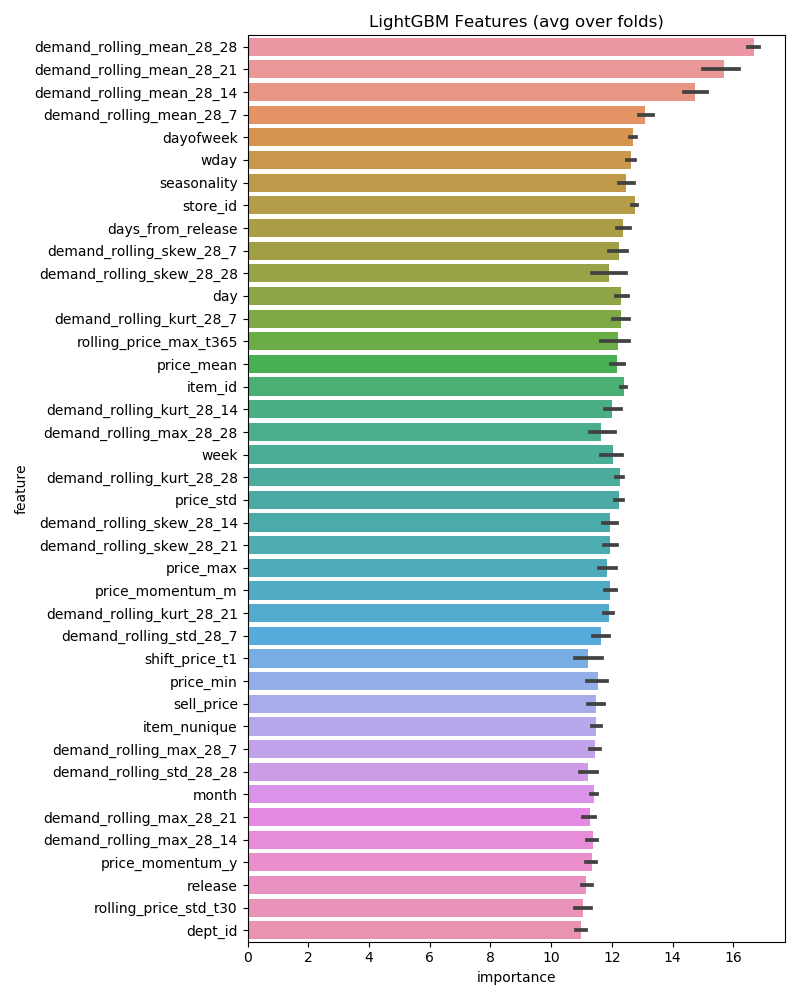 LightGBM Features (avg over folds)
demand_rolling_mean_28_28
demand_rolling_mean_28_21
demand_rolling_mean_28_14
demand_rolling_mean_28_7
dayofweek
wday
seasonality
store_id
days_from_release
demand_rolling_skew_28_7
demand_rolling_skew_28_28
day
demand_rolling_kurt_28_7
rolling_price_max_t365
price_mean
item_id
demand_rolling_kurt_28_14
demand_rolling_max_28_28
week
demand_rolling_kurt_28_28
price_std
demand_rolling_skew_28_14
demand_rolling_skew_28_21
price_max
price_momentum_m
demand_rolling_kurt_28_21
demand_rolling_std_28_7
shift_price_t1
price_min
sell_price
item_nunique
demand_rolling_max_28_7
demand_rolling_std_28_28
month
demand_rolling_max_28_21
demand_rolling_max_28_14
price_momentum_y
release
rolling_price_std_t30
dept_id
feature
0 2 4 6 8 10 12 14 16
importance